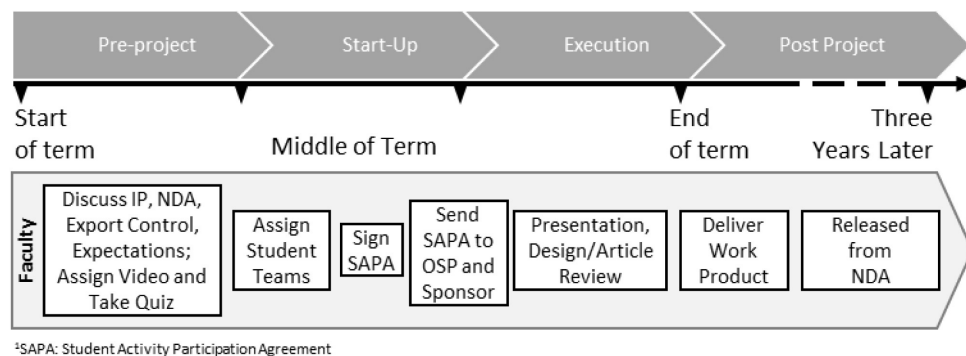 Pre-project
Start-Up
Execution
Post Project
Start
of term
Middle of Term
End
of term
Three
Years Later
Faculty
Discuss IP, NDA,
Export Control,
Expectations;
Assign Video and
Take Quiz
Assign
Student
Teams
Sign
SAPA
Send
SAPA to
OSP and
Sponsor
Presentation,
Design/Article
Review
Deliver
Work
Product
Released
from
NDA
¹SAPA: Student Activity Participation Agreement